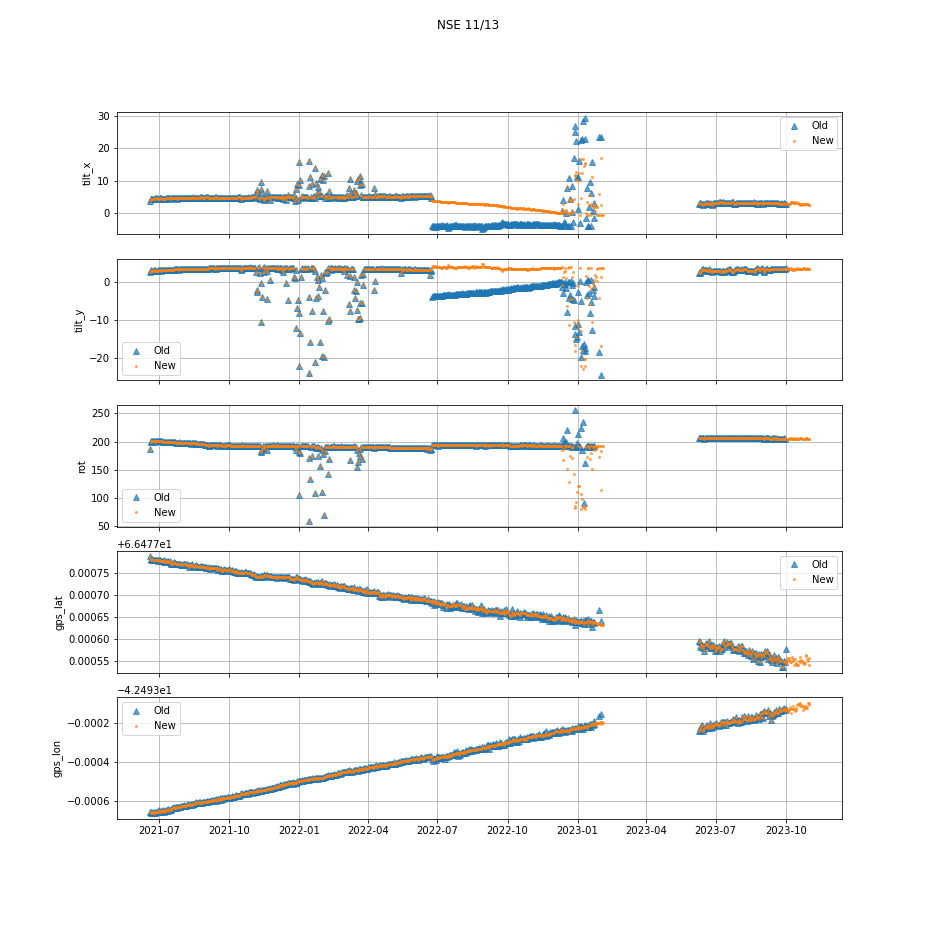 NSE 11/13
30
20
10
0
tilt_x
Old
New
0
−10
−20
tilt_y
Old
New
250
200
150
100
50
rot
Old
New
+6.6477e1
0.00075
0.00070
0.00065
0.00060
0.00055
gps_lat
Old
New
−4.2493e1
−0.0002
−0.0004
−0.0006
gps_lon
Old
New
2021-07 2021-10 2022-01 2022-04 2022-07 2022-10 2023-01 2023-04 2023-07 2023-10